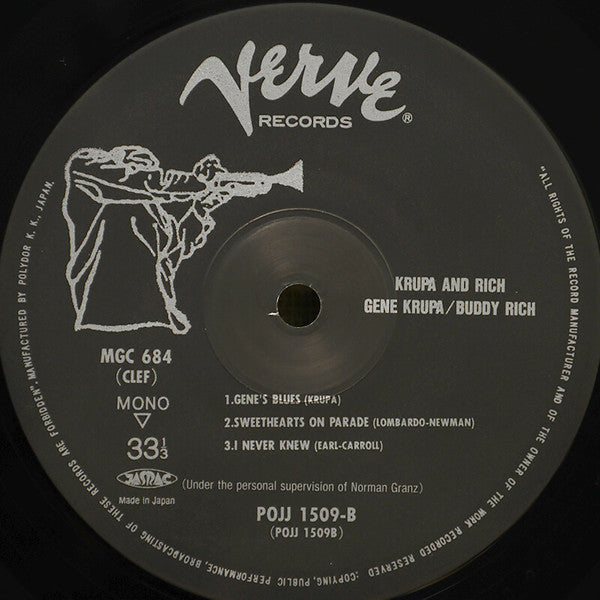 VERVE
RECORDS ®
KRUPA AND RICH
GENE KRUPA/BUDDY RICH
MGC 684
(CLEF)
MONO
33 1/3
JASRAC
Made in Japan
1.GENE'S BLUES (KRUPA)
2.SWEETHEARTS ON PARADE (LOMBARDO-NEWMAN)
3.I NEVER KNEW (EARL-CARROLL)
(Under the personal supervision of Norman Granz)
POJJ 1509-B
(POJJ 1509B)
"ALL RIGHTS OF THE RECORD MANUFACTURER AND OF THE OWNER OF THE WORK RECORDED RESERVED :COPYING,PUBLIC PERFORMANCE, BROADCASTING OF THESE RECORDS ARE FORBIDDEN". MANUFACTURED BY POLYDOR K. K., JAPAN.